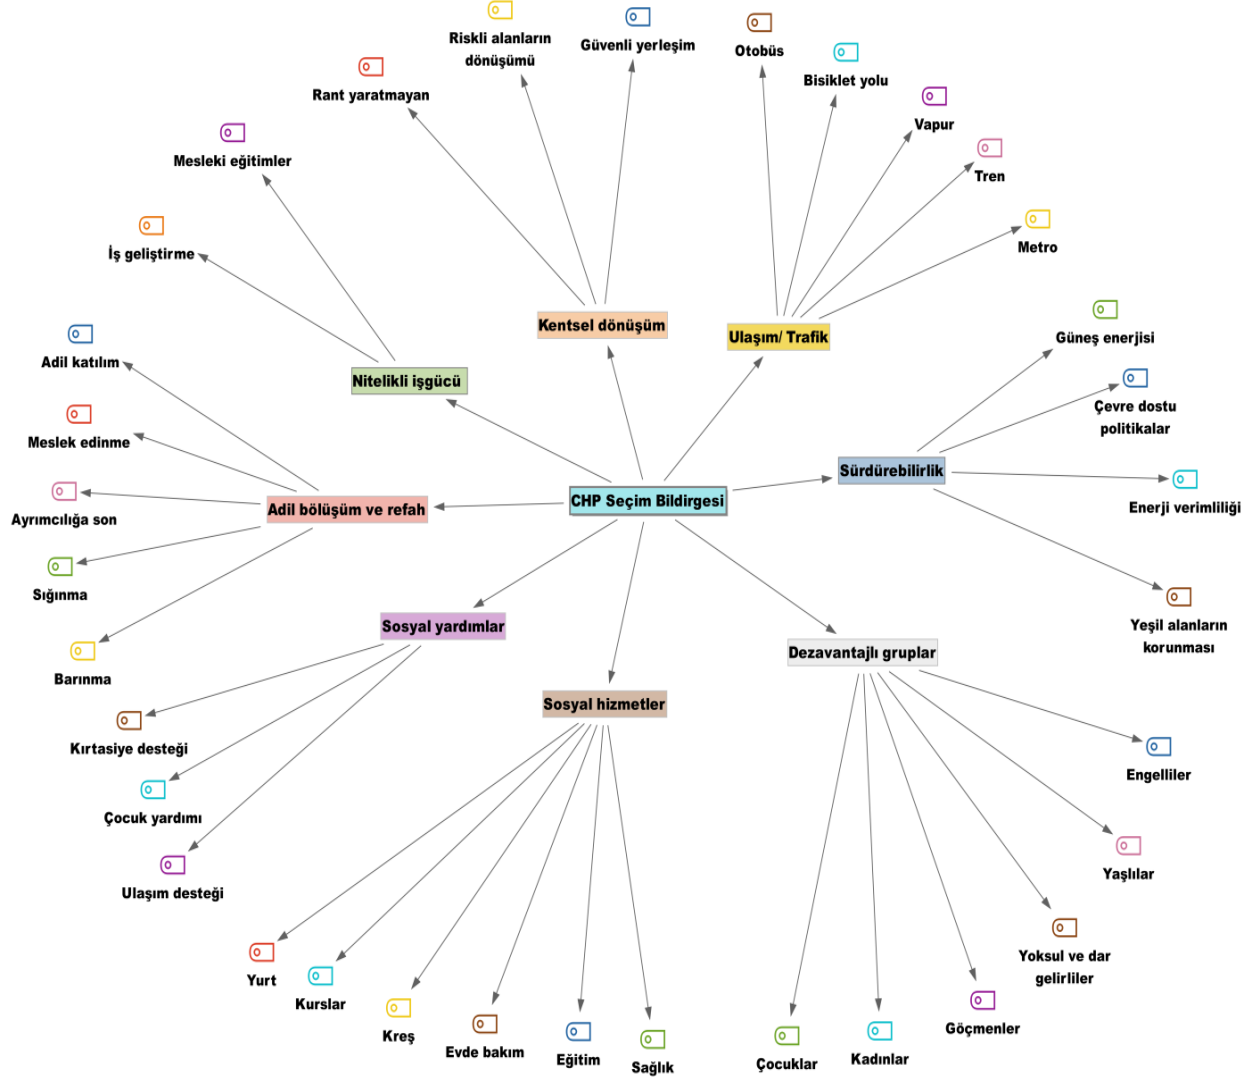 Riskli alanların
dönüşümü
Güvenli yerleşim
Otobüs
Bisiklet yolu
Rant yaratmayan
Vapur
Mesleki eğitimler
Tren
İş geliştirme
Metro
Kentsel dönüşüm
Ulaşım/ Trafik
Güneş enerjisi
Adil katılım
Nitelikli işgücü
Çevre dostu
politikalar
Meslek edinme
Sürdürebilirlik
CHP Seçim Bildirgesi
Adil bölüşüm ve refah
Enerji verimliliği
Ayrımcılığa son
Sığınma
Sosyal yardımlar
Yeşil alanların
korunması
Dezavantajlı gruplar
Barınma
Sosyal hizmetler
Kırtasiye desteği
Engelliler
Çocuk yardımı
Yaşlılar
Ulaşım desteği
Yoksul ve dar
gelirliler
Yurt
Kurslar
Kreş
Evde bakım
Eğitim
Sağlık
Çocuklar
Kadınlar
Göçmenler